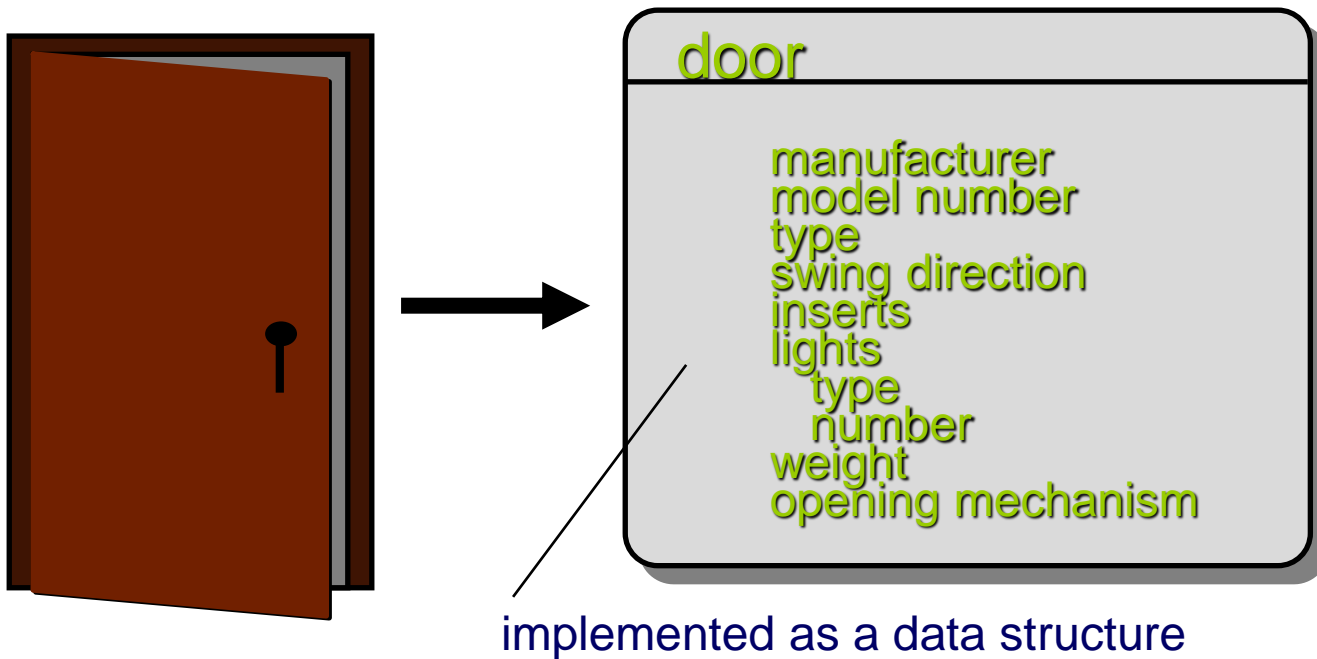 door
manufacturer
model number
type
swing direction
inserts
lights
type
number
weight
opening mechanism
implemented as a data structure